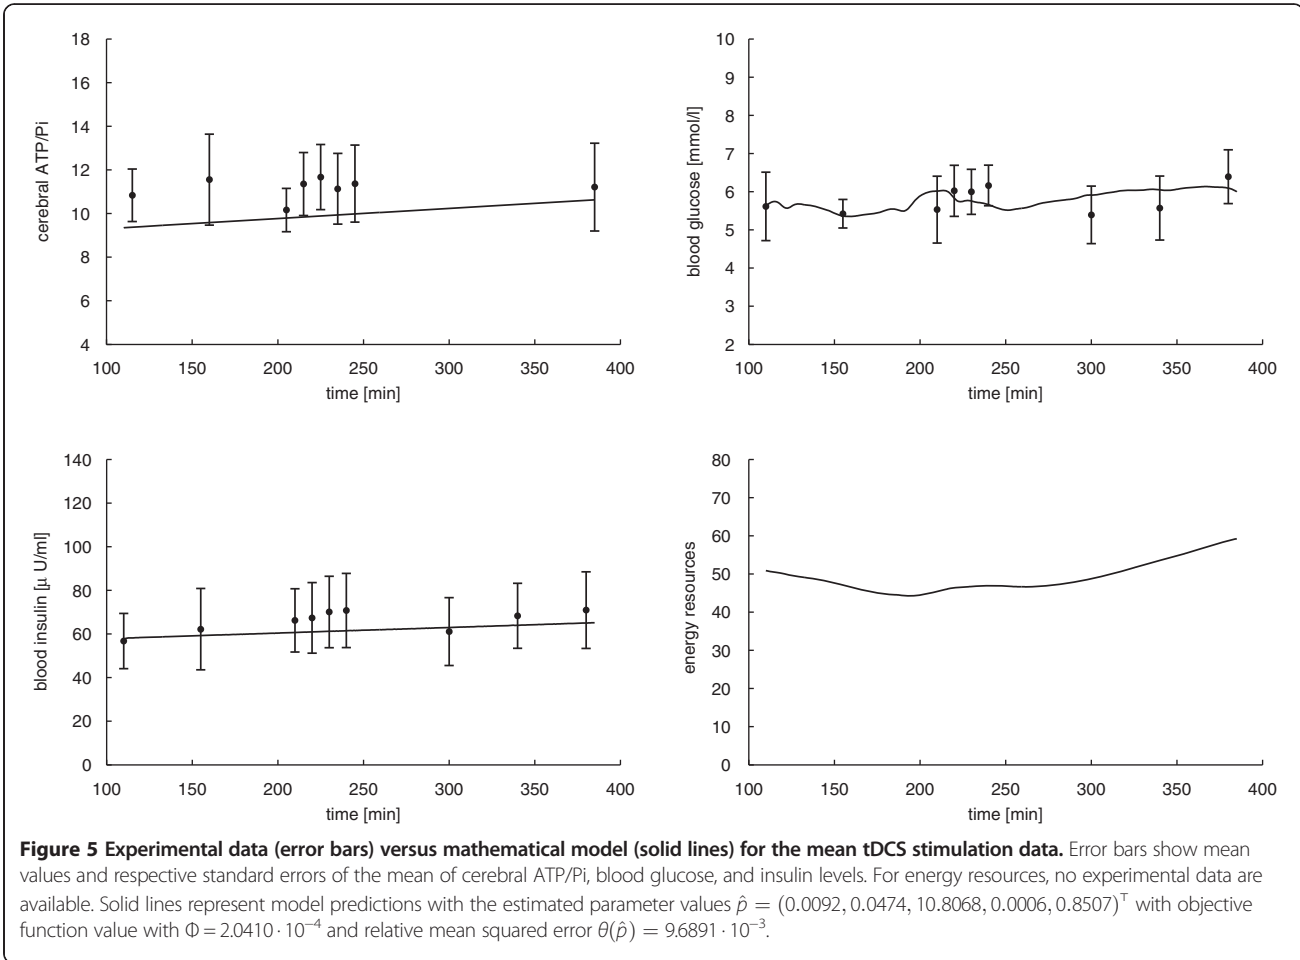 18
16
14
12
10
8
6
4
cerebral ATP/Pi
100 150 200 250 300 350 400
time [min]
10
9
8
7
6
5
4
3
2
blood glucose [mmol/l]
100 150 200 250 300 350 400
time [min]
140
120
100
80
60
40
20
0
blood insulin [μ U/ml]
100 150 200 250 300 350 400
time [min]
80
70
60
50
40
30
20
10
0
energy resources
100 150 200 250 300 350 400
time [min]
Figure 5 Experimental data (error bars) versus mathematical model (solid lines) for the mean tDCS stimulation data. Error bars show mean
values and respective standard errors of the mean of cerebral ATP/Pi, blood glucose, and insulin levels. For energy resources, no experimental data are
available. Solid lines represent model predictions with the estimated parameter values p̂ = (0.0092, 0.0474, 10.8068, 0.0006, 0.8507)ᵀ with objective
function value with Φ = 2.0410 · 10⁻⁴ and relative mean squared error θ(p̂) = 9.6891 · 10⁻³.